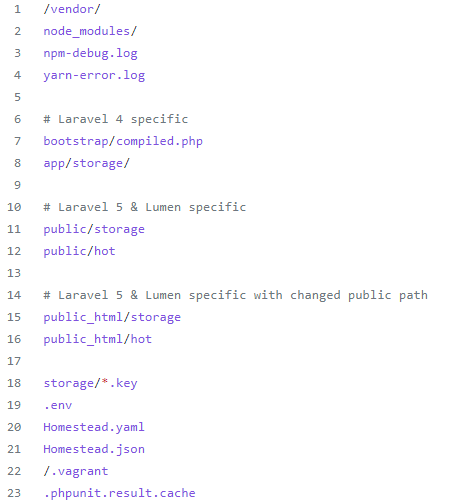 1 /vendor/
2 node_modules/
3 npm-debug.log
4 yarn-error.log
5
6 # Laravel 4 specific
7 bootstrap/compiled.php
8 app/storage/
9
10 # Laravel 5 & Lumen specific
11 public/storage
12 public/hot
13
14 # Laravel 5 & Lumen specific with changed public path
15 public_html/storage
16 public_html/hot
17
18 storage/*.key
19 .env
20 Homestead.yaml
21 Homestead.json
22 /.vagrant
23 .phpunit.result.cache